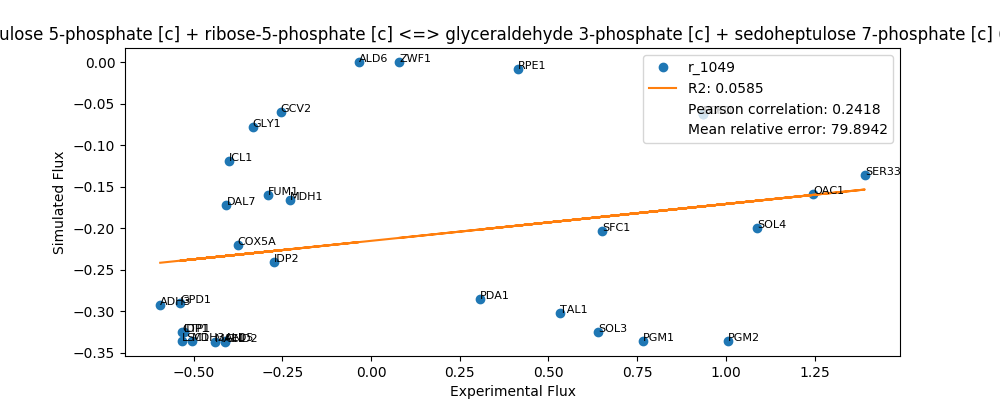 ulose 5-phosphate [c] + ribose-5-phosphate [c] <=> glyceraldehyde 3-phosphate [c] + sedoheptulose 7-phosphate [c]
r_1049
R2: 0.0585
Pearson correlation: 0.2418
Mean relative error: 79.8942
ALD6
ZWF1
RPE1
GCV2
GLY1
ICL1
SER33
FUM1
MDH1
OAC1
DAL7
SOL4
SFC1
COX5A
IDP2
PDA1
GPD1
ADH3
TAL1
CTP1
SOL3
PGM1
PGM2
0.00
−0.05
−0.10
−0.15
−0.20
−0.25
−0.30
−0.35
−0.50
−0.25
0.00
0.25
0.50
0.75
1.00
1.25
Simulated Flux
Experimental Flux